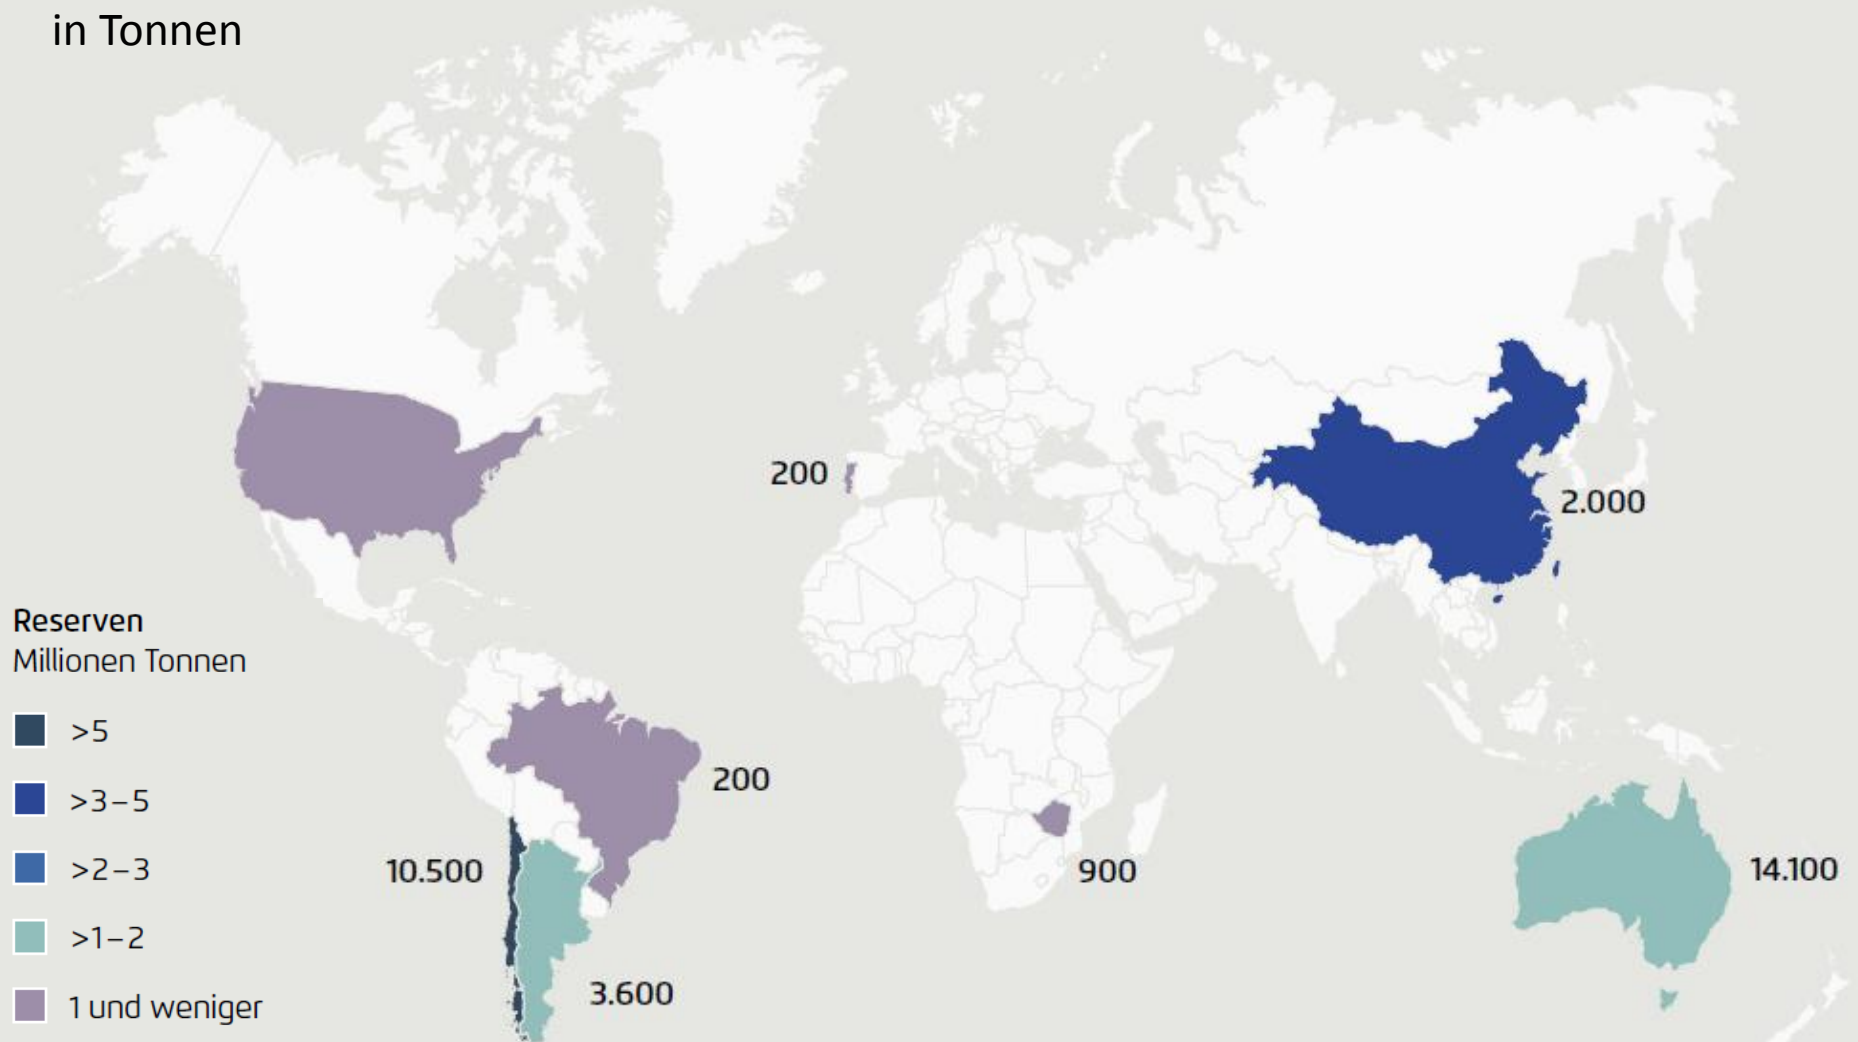 in Tonnen
200
2.000
Reserven
Millionen Tonnen
>5
>3–5
>2–3
>1–2
1 und weniger
200
10.500
900
14.100
3.600